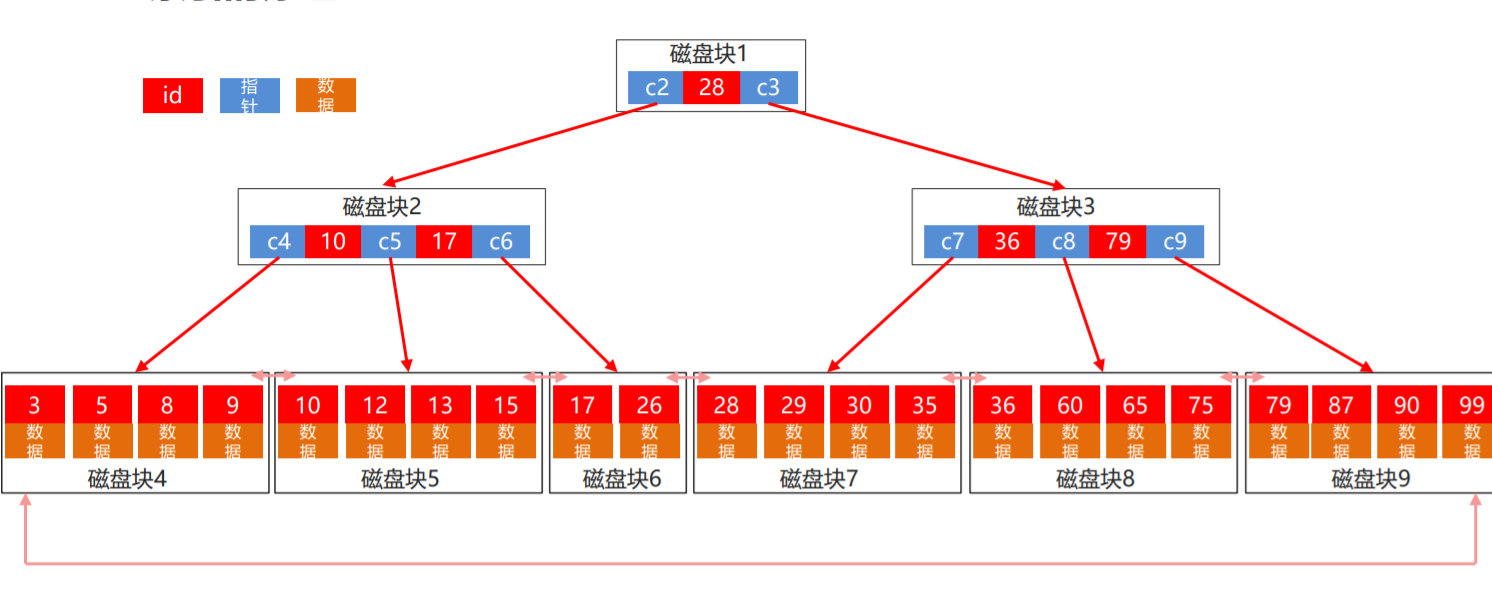 磁盘块1
id 指针 数据
c2 28 c3
磁盘块2 磁盘块3
c4 10 c5 17 c6 c7 36 c8 79 c9
3 5 8 9 10 12 13 15 17 26 28 29 30 35 36 60 65 75 79 87 90 99
数据 数据 数据 数据 数据 数据 数据 数据 数据 数据 数据 数据 数据 数据 数据 数据 数据 数据 数据 数据 数据 数据
磁盘块4 磁盘块5 磁盘块6 磁盘块7 磁盘块8 磁盘块9